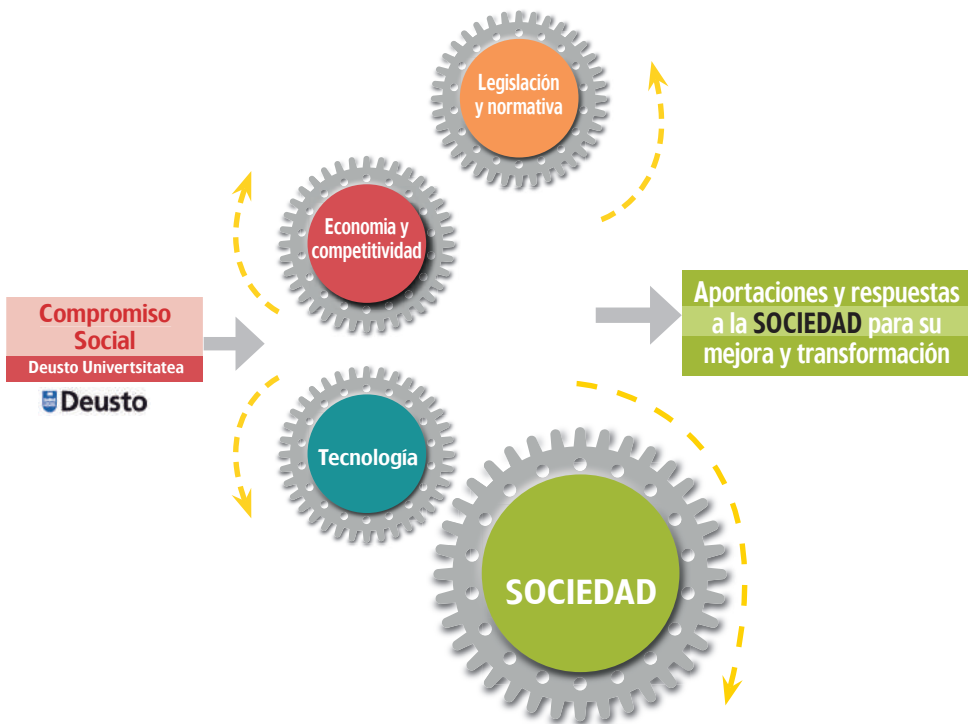 Legislación
y normativa
Economia y
competitividad
Compromiso
Social
Deusto Univertsitatea
Deusto
Aportaciones y respuestas
a la SOCIEDAD para su
mejora y transformación
Tecnología
SOCIEDAD